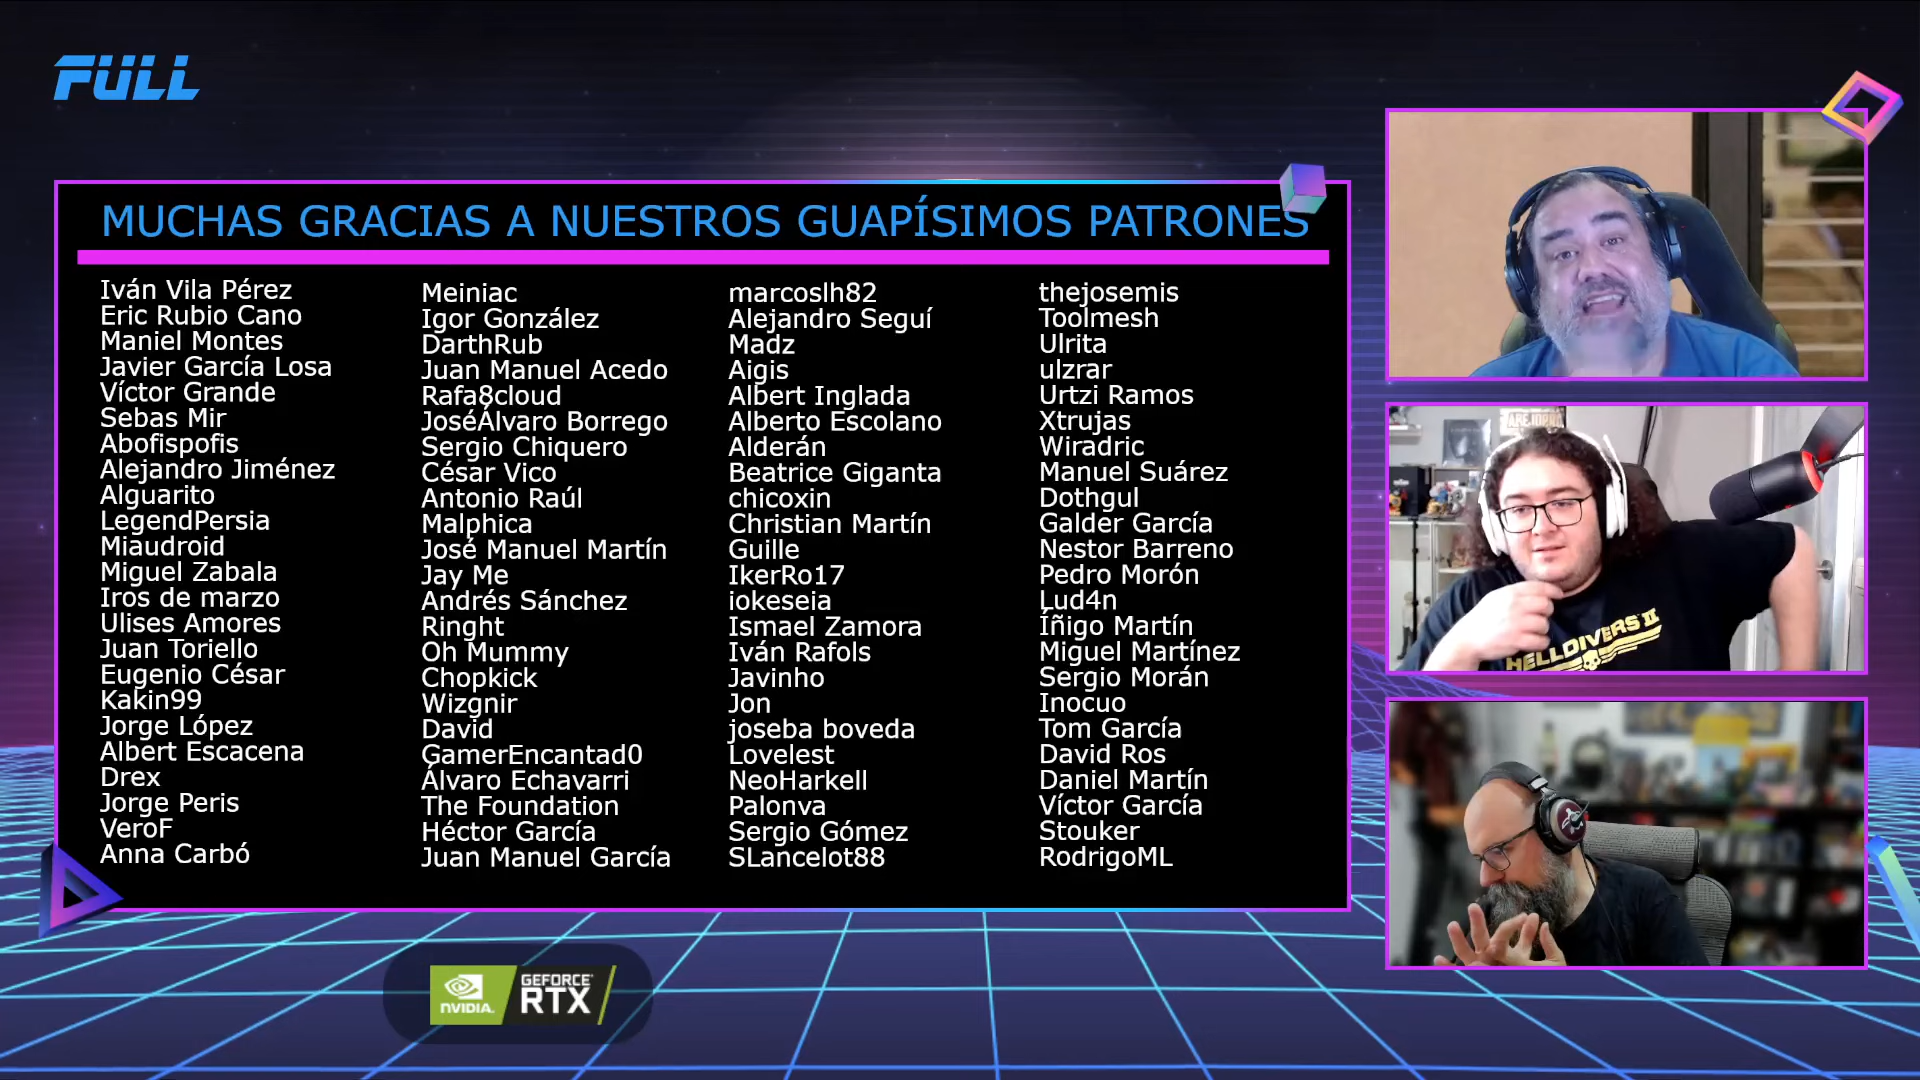 FULL
MUCHAS GRACIAS A NUESTROS GUAPÍSIMOS PATRONES
Iván Vila Pérez
Eric Rubio Cano
Maniel Montes
Javier García Losa
Víctor Grande
Sebas Mir
Abofispofis
Alejandro Jiménez
Alguarito
LegendPersia
Miaudroid
Miguel Zabala
Iros de marzo
Ulises Amores
Juan Toriello
Eugenio César
Kakin99
Jorge López
Albert Escacena
Drex
Jorge Peris
VeroF
Anna Carbó
Meiniac
Igor González
DarthRub
Juan Manuel Acedo
Rafa8cloud
JoséÁlvaro Borrego
Sergio Chiquero
César Vico
Antonio Raúl
Malphica
José Manuel Martín
Jay Me
Andrés Sánchez
Ringht
Oh Mummy
Chopkick
Wizgnir
David
GamerEncantad0
Álvaro Echavarri
The Foundation
Héctor García
Juan Manuel García
marcoslh82
Alejandro Seguí
Madz
Aigis
Albert Inglada
Alberto Escolano
Alderán
Beatrice Giganta
chicoxin
Christian Martín
Guille
IkerRo17
iokeseia
Ismael Zamora
Iván Rafols
Javinho
Jon
joseba boveda
Lovelest
NeoHarkell
Palonva
Sergio Gómez
SLancelot88
thejosemis
Toolmesh
Ulrita
ulzrar
Urtzi Ramos
Xtrujas
Wiradric
Manuel Suárez
Dothgul
Galder García
Nestor Barreno
Pedro Morón
Lud4n
Íñigo Martín
Miguel Martínez
Sergio Morán
Inocuo
Tom García
David Ros
Daniel Martín
Víctor García
Stouker
RodrigoML
HELLDIVERS II
NVIDIA.
GEFORCE
RTX